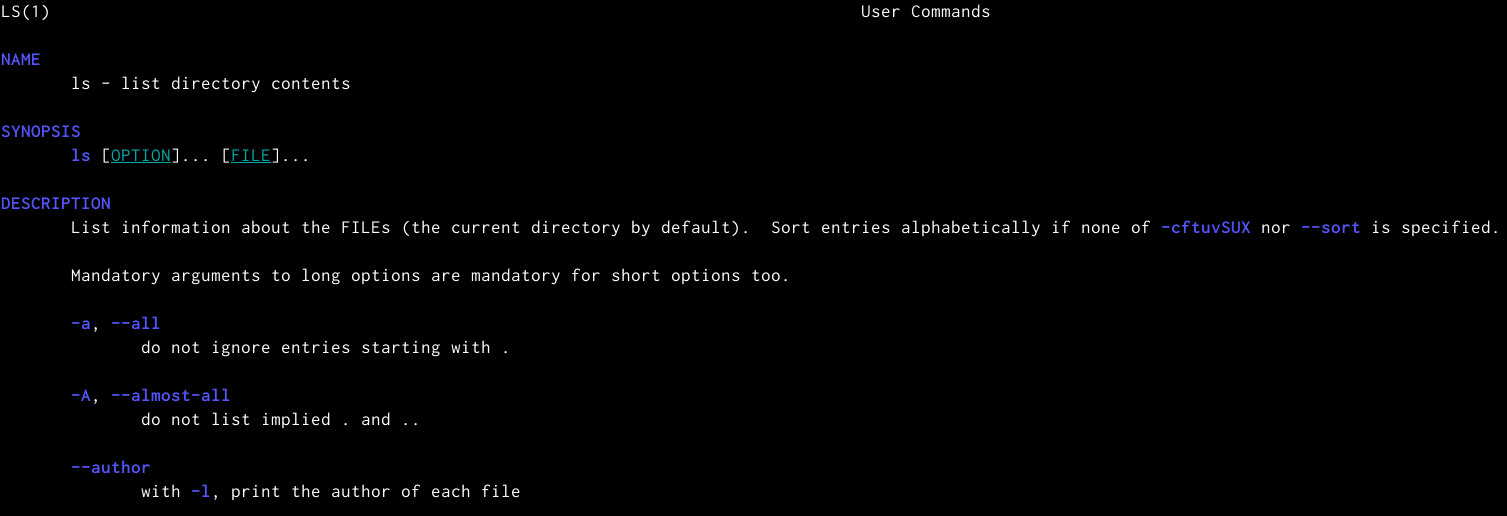 LS(1) User Commands
NAME
ls - list directory contents
SYNOPSIS
ls [OPTION]... [FILE]...
DESCRIPTION
List information about the FILEs (the current directory by default).  Sort entries alphabetically if none of -cftuvSUX nor --sort is specified.
Mandatory arguments to long options are mandatory for short options too.
-a, --all
do not ignore entries starting with .
-A, --almost-all
do not list implied . and ..
--author
with -l, print the author of each file